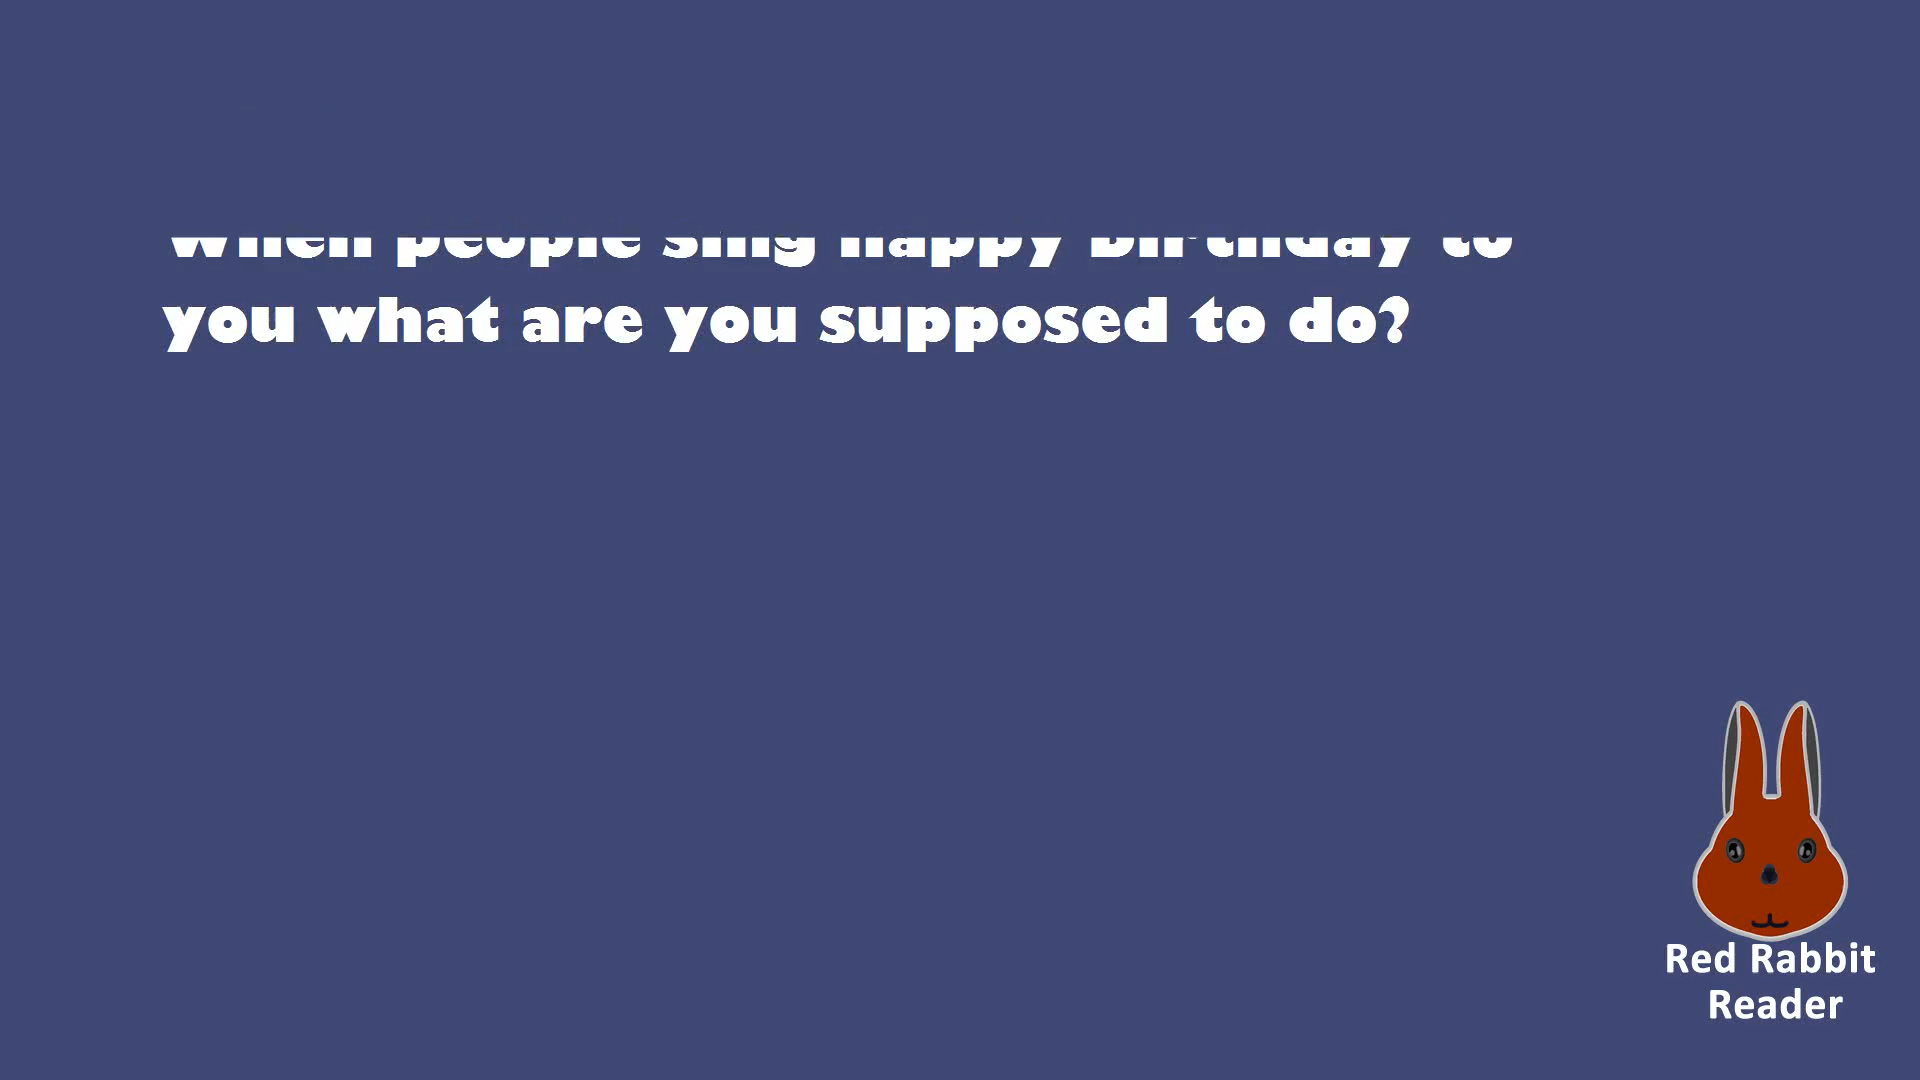 When people sing happy Birthday to
you what are you supposed to do?
Red Rabbit
Reader